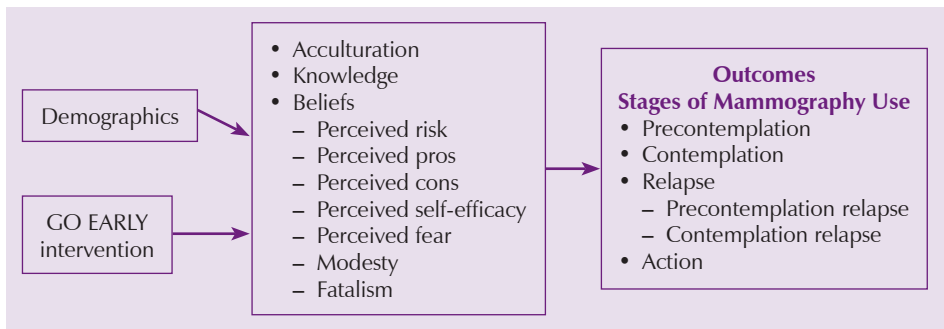 Demographics
GO EARLY
intervention
• Acculturation
• Knowledge
• Beliefs
– Perceived risk
– Perceived pros
– Perceived cons
– Perceived self-efficacy
– Perceived fear
– Modesty
– Fatalism
Outcomes
Stages of Mammography Use
• Precontemplation
• Contemplation
• Relapse
– Precontemplation relapse
– Contemplation relapse
• Action